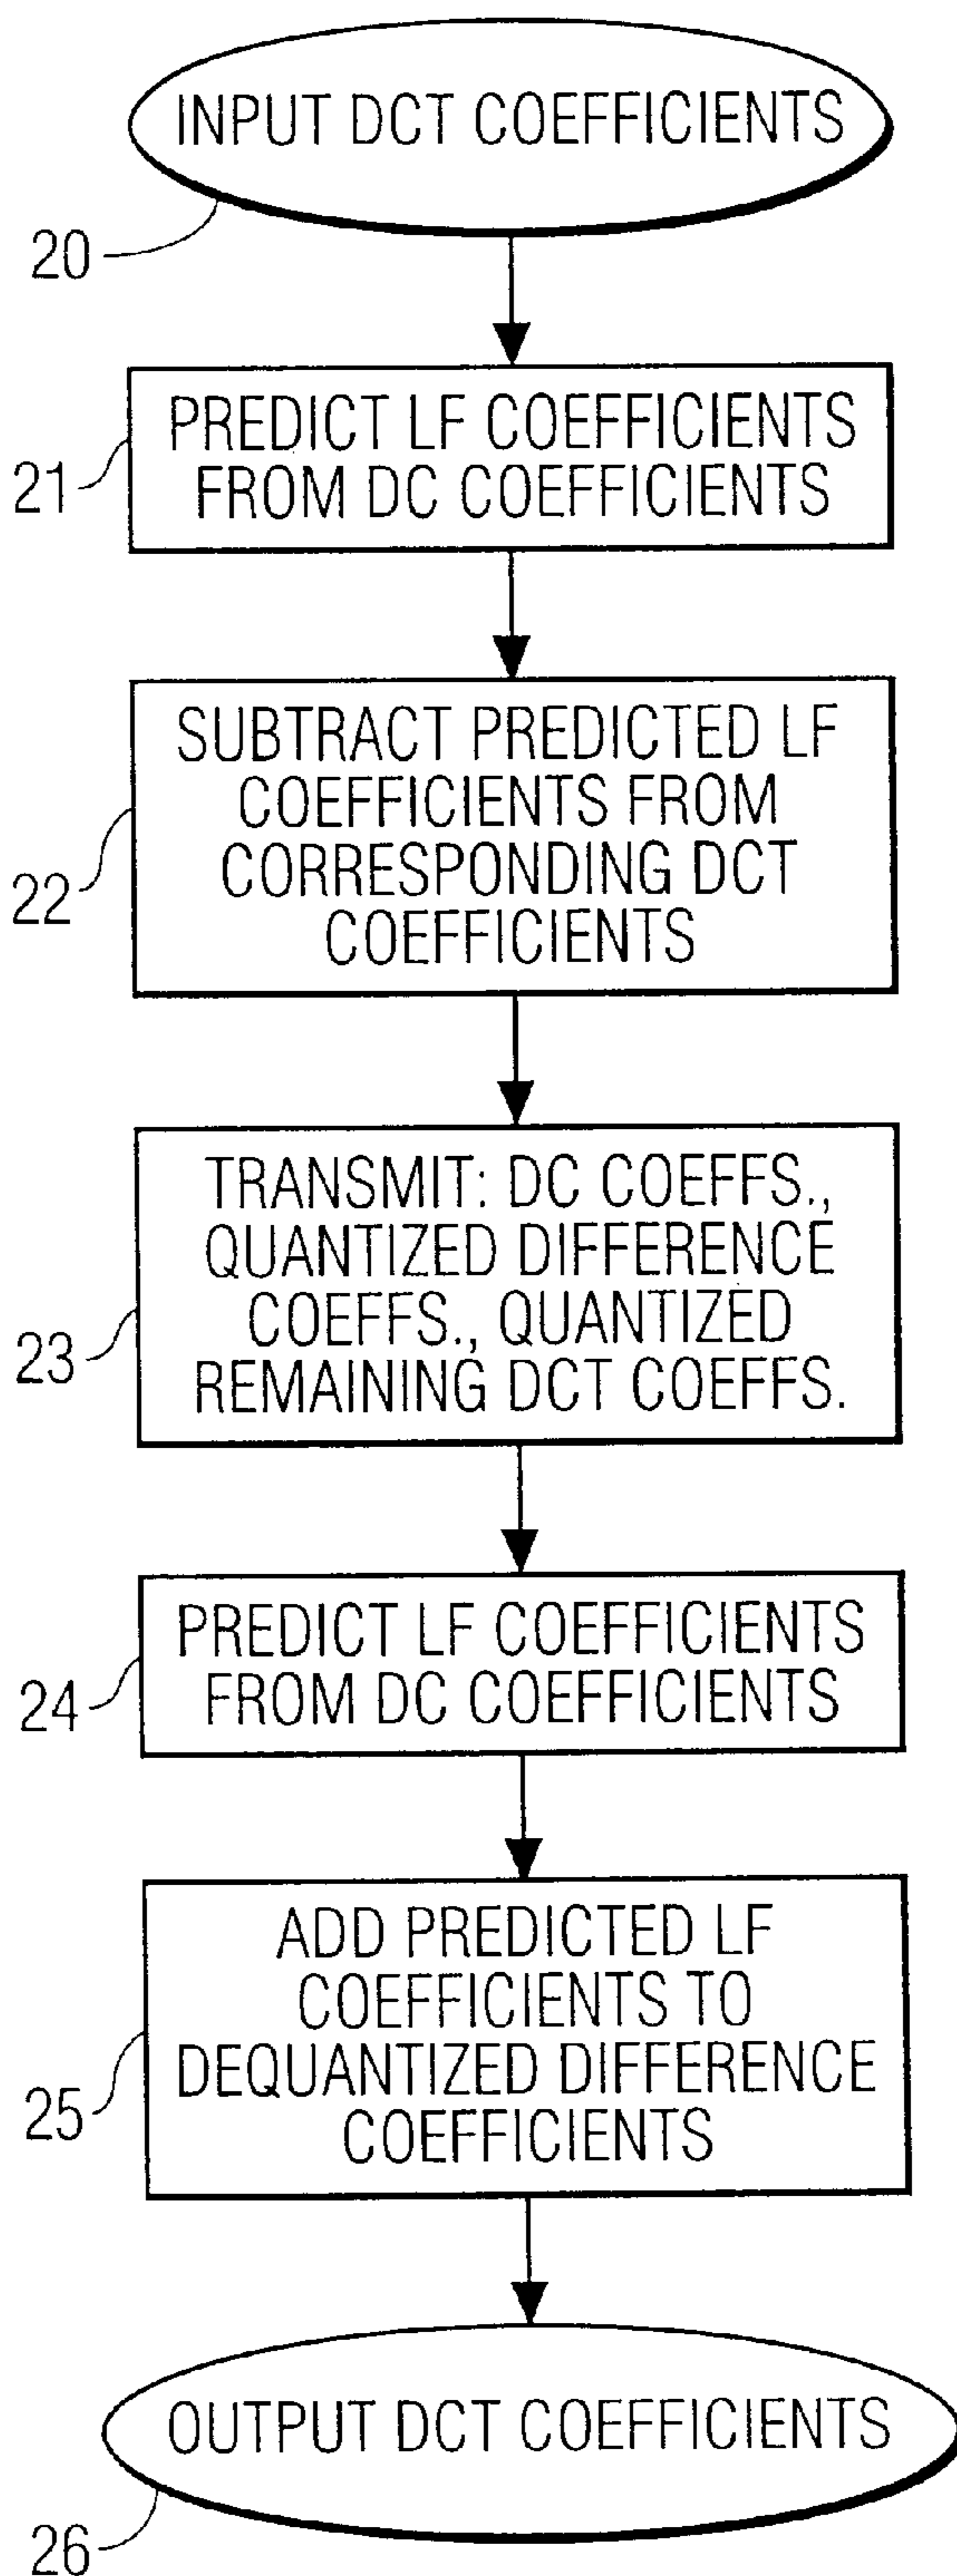 INPUT DCT COEFFICIENTS
20
PREDICT LF COEFFICIENTS
FROM DC COEFFICIENTS
21
SUBTRACT PREDICTED LF
COEFFICIENTS FROM
CORRESPONDING DCT
COEFFICIENTS
22
TRANSMIT: DC COEFFS.,
QUANTIZED DIFFERENCE
COEFFS., QUANTIZED
REMAINING DCT COEFFS.
23
PREDICT LF COEFFICIENTS
FROM DC COEFFICIENTS
24
ADD PREDICTED LF
COEFFICIENTS TO
DEQUANTIZED DIFFERENCE
COEFFICIENTS
25
OUTPUT DCT COEFFICIENTS
26